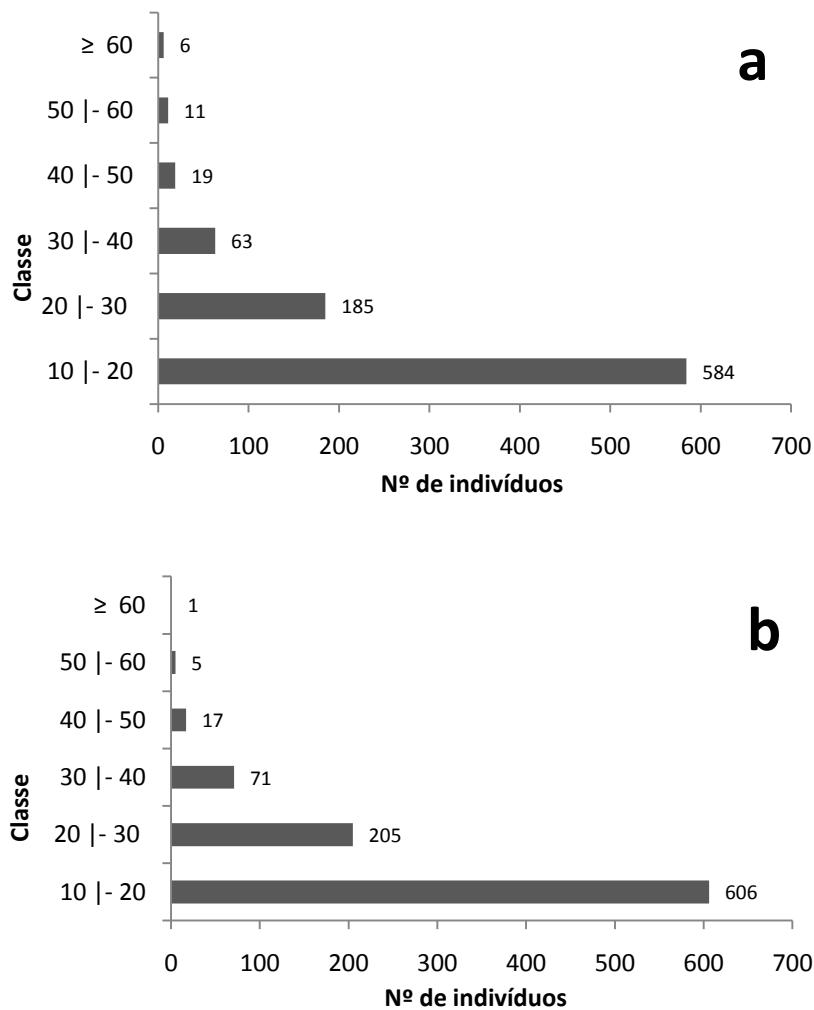 a
≥ 60 6
50 |- 60 11
40 |- 50 19
30 |- 40 63
20 |- 30 185
10 |- 20 584
Classe
0 100 200 300 400 500 600 700
Nº de indivíduos
b
≥ 60 1
50 |- 60 5
40 |- 50 17
30 |- 40 71
20 |- 30 205
10 |- 20 606
Classe
0 100 200 300 400 500 600 700
Nº de indivíduos